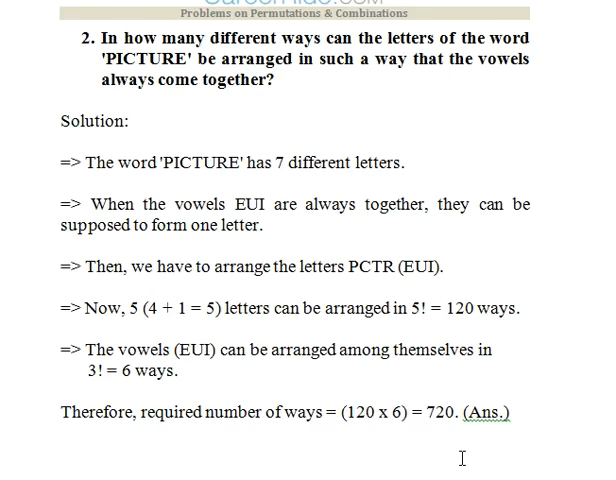 Problems on Permutations & Combinations
2. In how many different ways can the letters of the word
'PICTURE' be arranged in such a way that the vowels
always come together?
Solution:
=> The word 'PICTURE' has 7 different letters.
=> When the vowels EUI are always together, they can be
supposed to form one letter.
=> Then, we have to arrange the letters PCTR (EUI).
=> Now, 5 (4 + 1 = 5) letters can be arranged in 5! = 120 ways.
=> The vowels (EUI) can be arranged among themselves in
3! = 6 ways.
Therefore, required number of ways = (120 x 6) = 720. (Ans.)